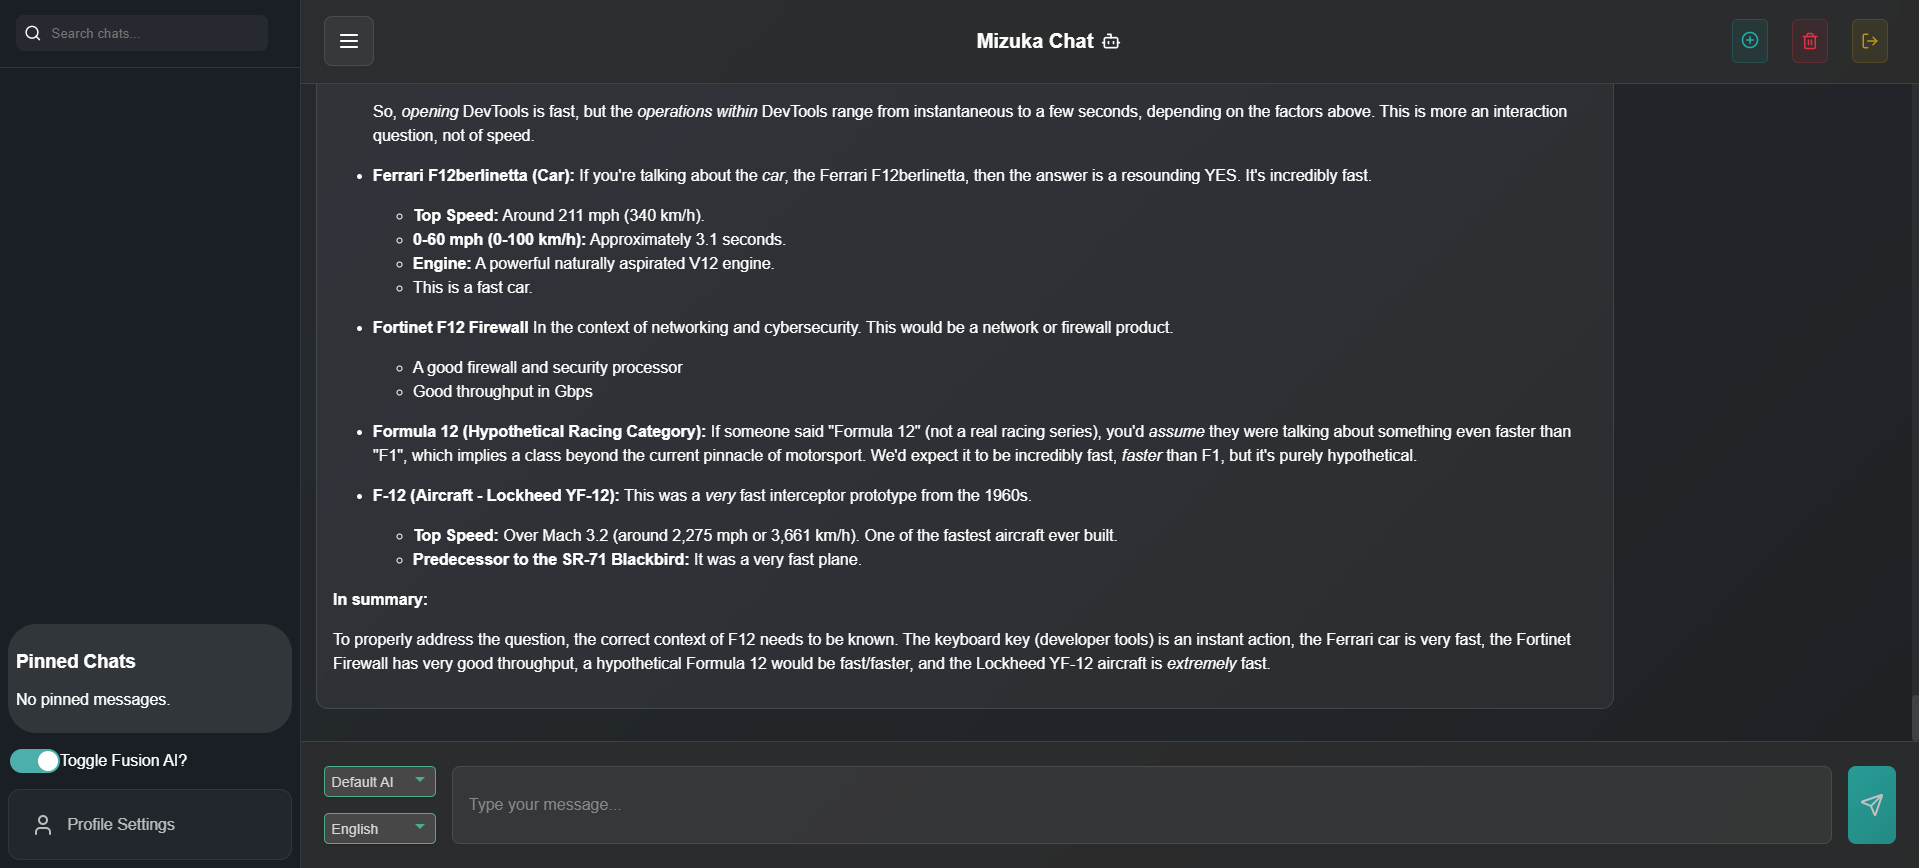 Search chats...
Mizuka Chat
So, opening DevTools is fast, but the operations within DevTools range from instantaneous to a few seconds, depending on the factors above. This is more an interaction
question, not of speed.
Ferrari F12berlinetta (Car): If you're talking about the car, the Ferrari F12berlinetta, then the answer is a resounding YES. It's incredibly fast.
Top Speed: Around 211 mph (340 km/h).
0-60 mph (0-100 km/h): Approximately 3.1 seconds.
Engine: A powerful naturally aspirated V12 engine.
This is a fast car.
Fortinet F12 Firewall In the context of networking and cybersecurity. This would be a network or firewall product.
A good firewall and security processor
Good throughput in Gbps
Formula 12 (Hypothetical Racing Category): If someone said "Formula 12" (not a real racing series), you'd assume they were talking about something even faster than
"F1", which implies a class beyond the current pinnacle of motorsport. We'd expect it to be incredibly fast, faster than F1, but it's purely hypothetical.
F-12 (Aircraft - Lockheed YF-12): This was a very fast interceptor prototype from the 1960s.
Top Speed: Over Mach 3.2 (around 2,275 mph or 3,661 km/h). One of the fastest aircraft ever built.
Predecessor to the SR-71 Blackbird: It was a very fast plane.
In summary:
To properly address the question, the correct context of F12 needs to be known. The keyboard key (developer tools) is an instant action, the Ferrari car is very fast, the Fortinet
Firewall has very good throughput, a hypothetical Formula 12 would be fast/faster, and the Lockheed YF-12 aircraft is extremely fast.
Pinned Chats
No pinned messages.
Toggle Fusion AI?
Profile Settings
Default AI
English
Type your message...